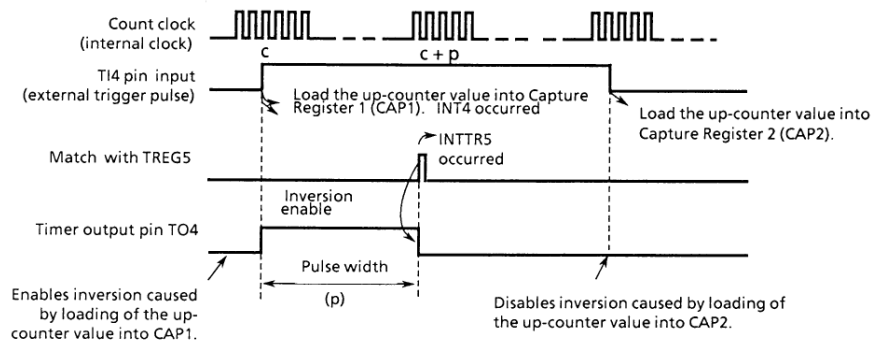 Count clock
(internal clock)
c
c + p
TI4 pin input
(external trigger pulse)
Load the up-counter value into Capture
Register 1 (CAP1). INT4 occurred
Load the up-counter value into
Capture Register 2 (CAP2).
INTTR5
occurred
Match with TREG5
Inversion
enable
Timer output pin TO4
Pulse width
(p)
Enables inversion caused
by loading of the up-
counter value into CAP1.
Disables inversion caused by loading of
the up-counter value into CAP2.